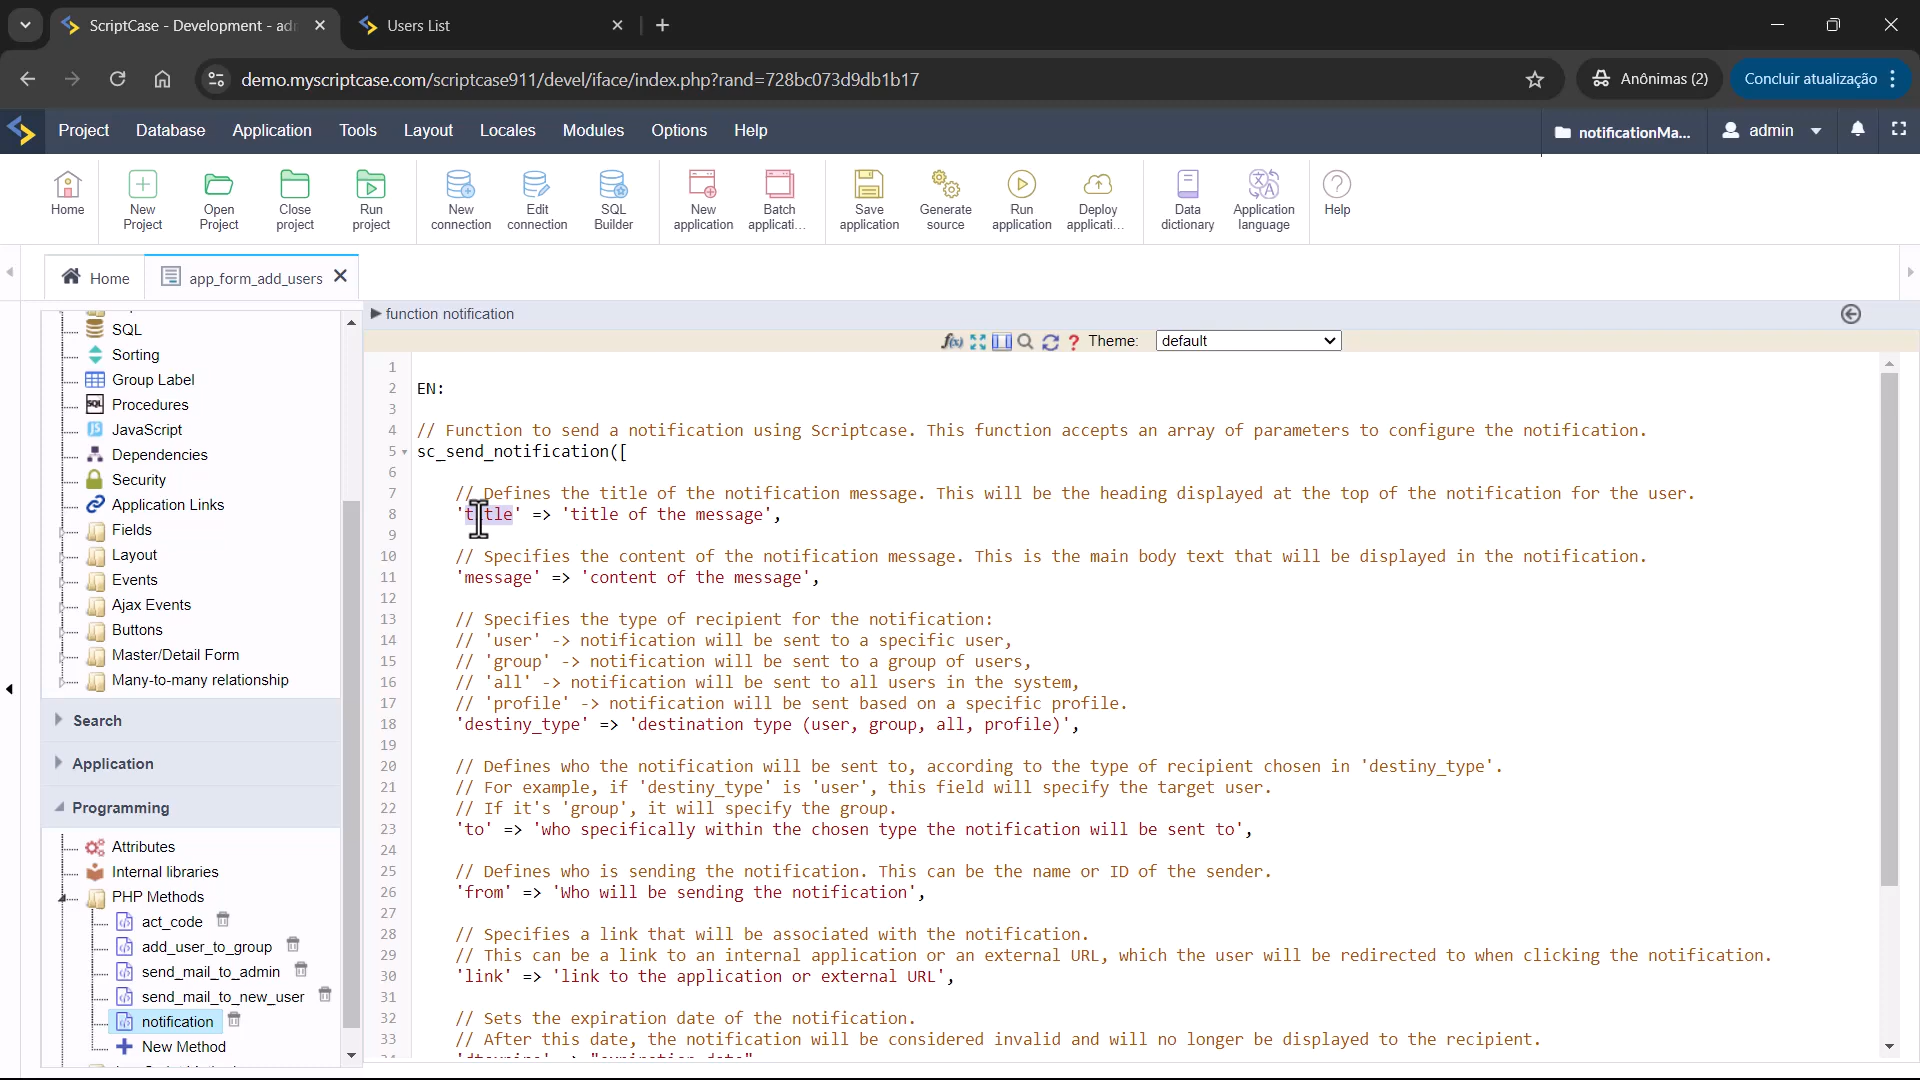 ScriptCase - Development - adm
Users List
demo.myscriptcase.com/scriptcase911/devel/iface/index.php?rand=728bc073d9db1b17
Anônimas (2)
Concluir atualização
Project
Database
Application
Tools
Layout
Locales
Modules
Options
Help
notificationMa...
admin
Home
New Project
Open Project
Close project
Run project
New connection
Edit connection
SQL Builder
New application
Batch applicati...
Save application
Generate source
Run application
Deploy applicati...
Data dictionary
Application language
Help
Home
app_form_add_users
SQL
Sorting
Group Label
Procedures
JavaScript
Dependencies
Security
Application Links
Fields
Layout
Events
Ajax Events
Buttons
Master/Detail Form
Many-to-many relationship
Search
Application
Programming
Attributes
Internal libraries
PHP Methods
act_code
add_user_to_group
send_mail_to_admin
send_mail_to_new_user
notification
New Method
function notification
f(x) ? Theme: default
1
2 EN:
3
4 // Function to send a notification using Scriptcase. This function accepts an array of parameters to configure the notification.
5 sc_send_notification([
6
7 // Defines the title of the notification message. This will be the heading displayed at the top of the notification for the user.
8 'title' => 'title of the message',
9
10 // Specifies the content of the notification message. This is the main body text that will be displayed in the notification.
11 'message' => 'content of the message',
12
13 // Specifies the type of recipient for the notification:
14 // 'user' -> notification will be sent to a specific user,
15 // 'group' -> notification will be sent to a group of users,
16 // 'all' -> notification will be sent to all users in the system,
17 // 'profile' -> notification will be sent based on a specific profile.
18 'destiny_type' => 'destination type (user, group, all, profile)',
19
20 // Defines who the notification will be sent to, according to the type of recipient chosen in 'destiny_type'.
21 // For example, if 'destiny_type' is 'user', this field will specify the target user.
22 // If it's 'group', it will specify the group.
23 'to' => 'who specifically within the chosen type the notification will be sent to',
24
25 // Defines who is sending the notification. This can be the name or ID of the sender.
26 'from' => 'Who will be sending the notification',
27
28 // Specifies a link that will be associated with the notification.
29 // This can be a link to an internal application or an external URL, which the user will be redirected to when clicking the notification.
30 'link' => 'link to the application or external URL',
31
32 // Sets the expiration date of the notification.
33 // After this date, the notification will be considered invalid and will no longer be displayed to the recipient.